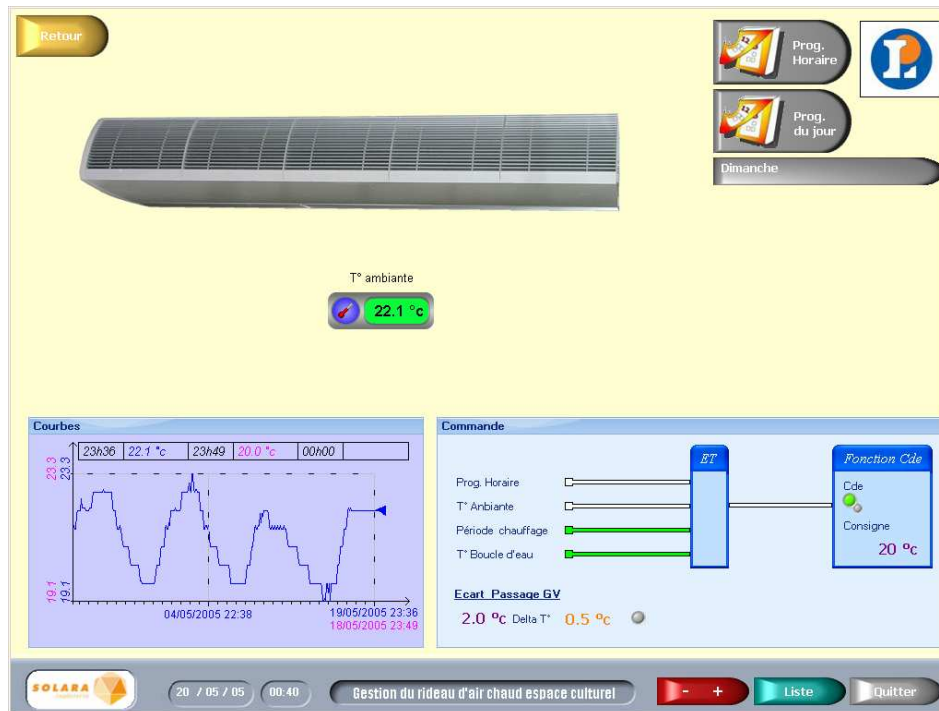 Retour
Prog.
Horaire
Prog.
du jour
Dimanche
T° ambiante
22.1 °c
Courbes
23h36 22.1 °c 23h49 20.0 °c 00h00
23.3
23.3
19.1
19.1
04/05/2005 22:38
19/05/2005 23:36
18/05/2005 23:49
Commande
ET
Fonction Cde
Prog. Horaire
T° Anbiante
Période chauffage
T° Boucle d'eau
Cde
Consigne
20 °c
Ecart Passage GV
2.0 °c Delta T° 0.5 °c
SOLARA
20 / 05 / 05
00:40
Gestion du rideau d'air chaud espace culturel
- +
Liste
Quitter